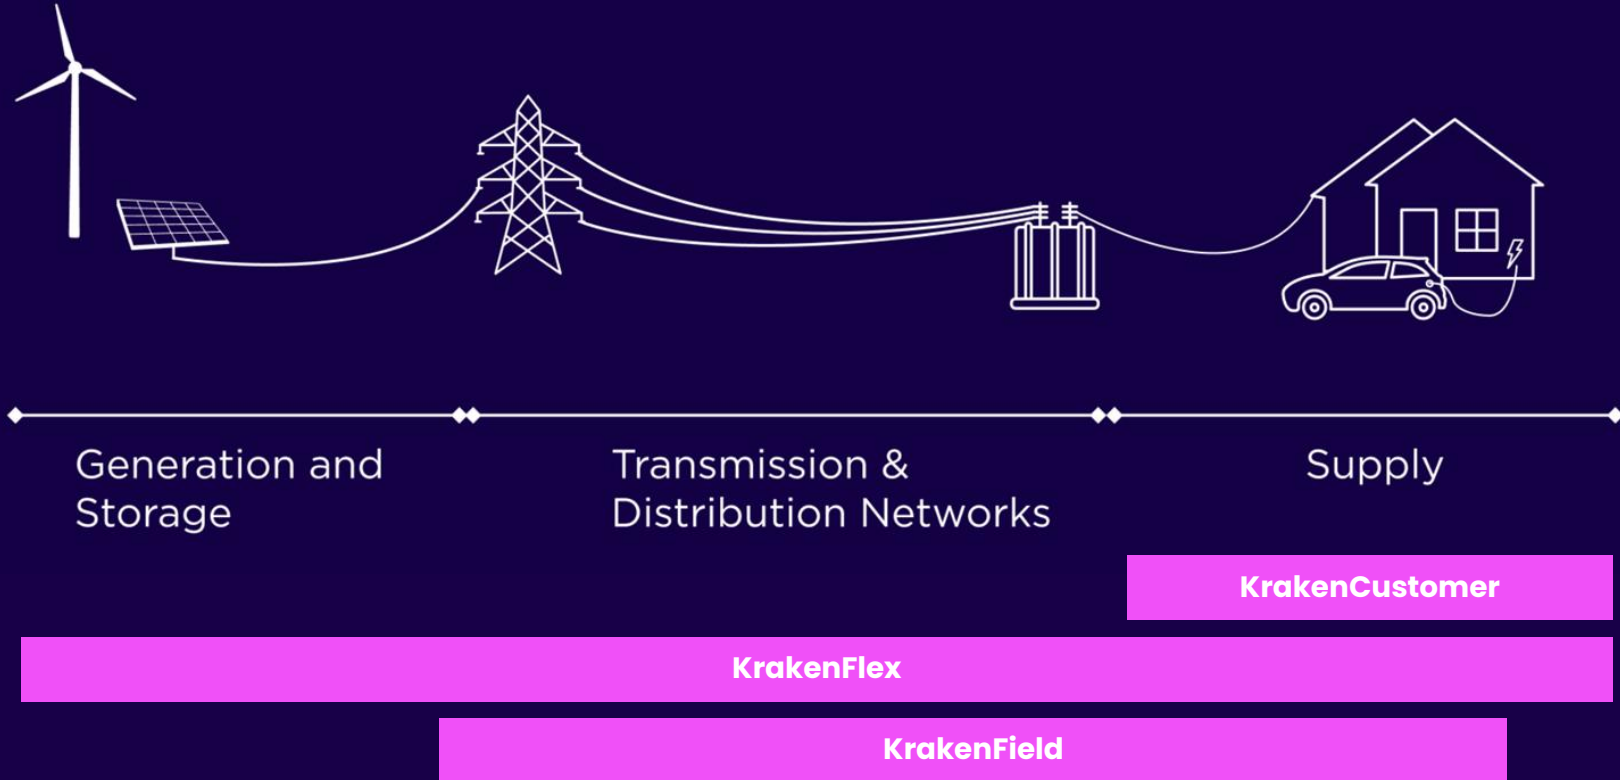 Generation and
Storage
Transmission &
Distribution Networks
Supply
KrakenCustomer
KrakenFlex
KrakenField